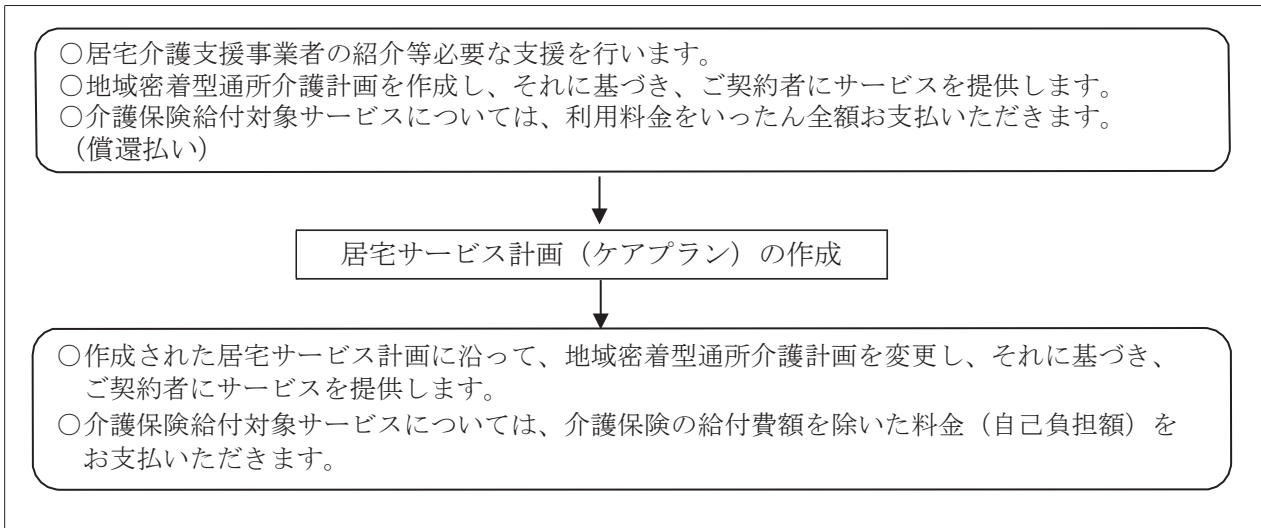 ○居宅介護支援事業者の紹介等必要な支援を行います。
○地域密着型通所介護計画を作成し、それに基づき、ご契約者にサービスを提供します。
○介護保険給付対象サービスについては、利用料金をいったん全額お支払いただきます。
（償還払い）
居宅サービス計画（ケアプラン）の作成
○作成された居宅サービス計画に沿って、地域密着型通所介護計画を変更し、それに基づき、
ご契約者にサービスを提供します。
○介護保険給付対象サービスについては、介護保険の給付費額を除いた料金（自己負担額）を
お支払いただきます。